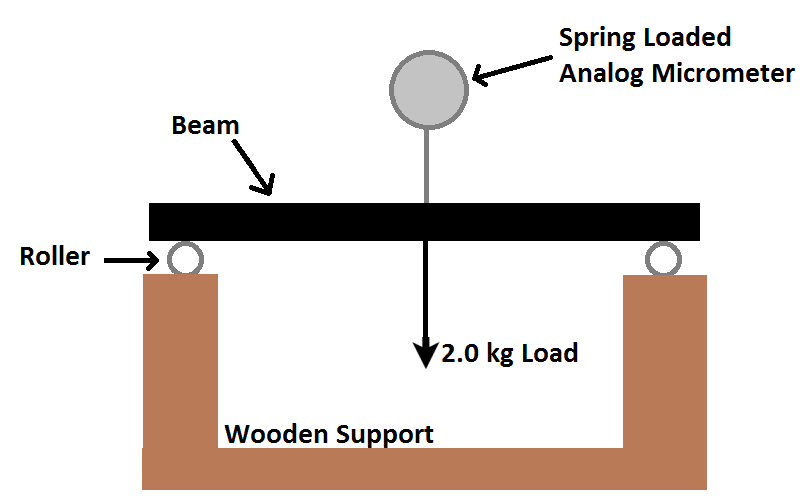 Spring Loaded
Analog Micrometer
Beam
Roller
2.0 kg Load
Wooden Support